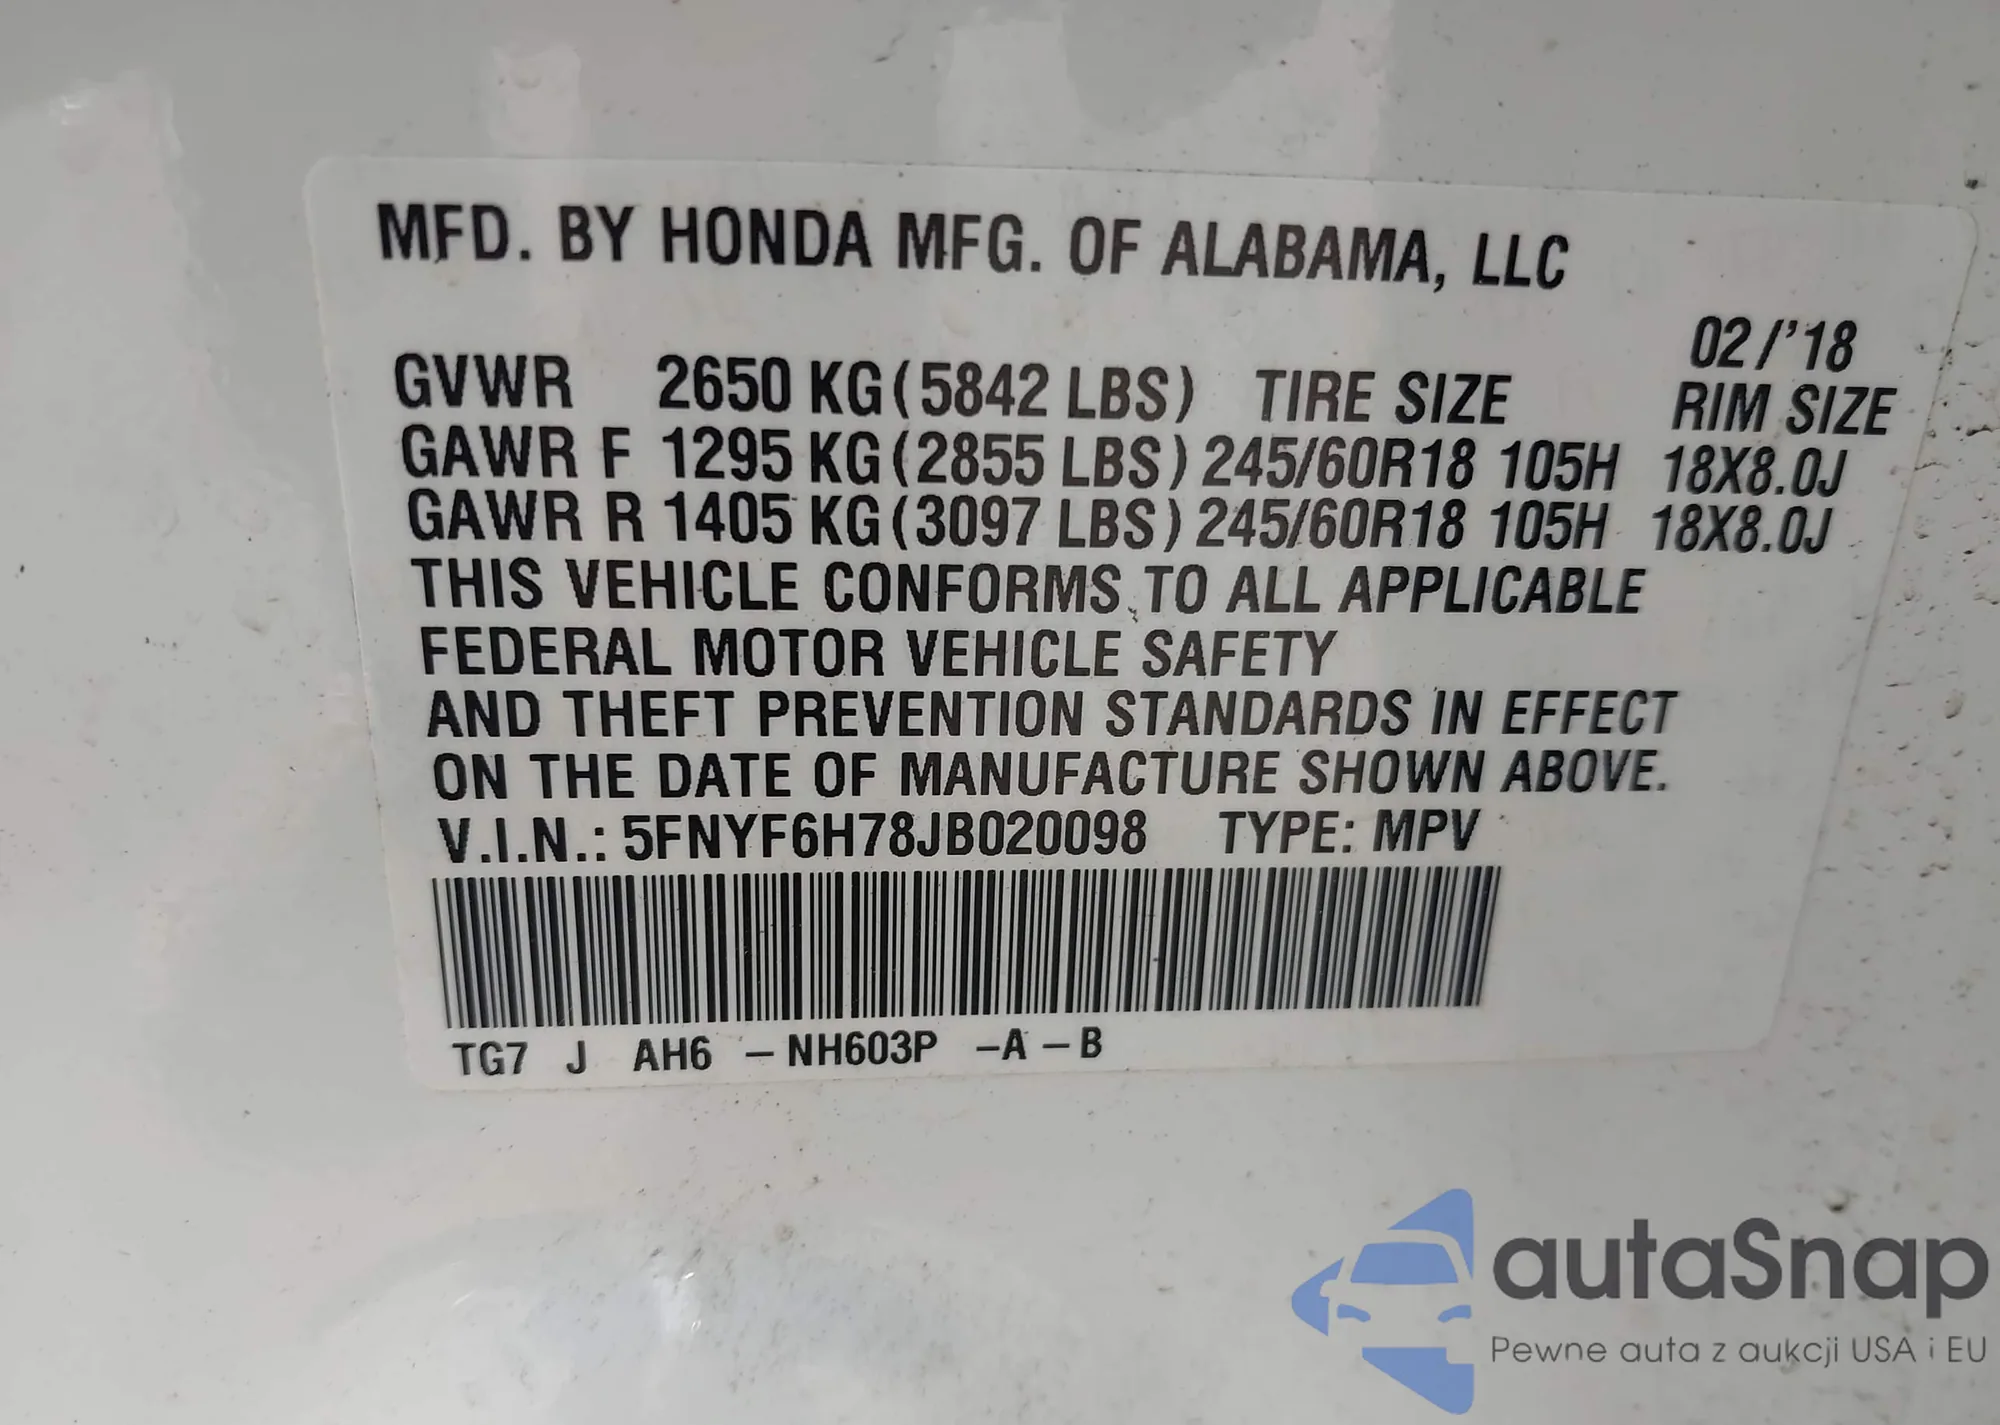 MFD. BY HONDA MFG. OF ALABAMA, LLC
02/'18
GVWR 2650 KG(5842 LBS) TIRE SIZE RIM SIZE
GAWR F 1295 KG(2855 LBS) 245/60R18 105H 18X8.0J
GAWR R 1405 KG(3097 LBS) 245/60R18 105H 18X8.0J
THIS VEHICLE CONFORMS TO ALL APPLICABLE
FEDERAL MOTOR VEHICLE SAFETY
AND THEFT PREVENTION STANDARDS IN EFFECT
ON THE DATE OF MANUFACTURE SHOWN ABOVE.
V.I.N.: 5FNYF6H78JB020098 TYPE: MPV
TG7 J AH6 – NH603P –A – B
autaSnap
Pewne auta z aukcji USA i EU